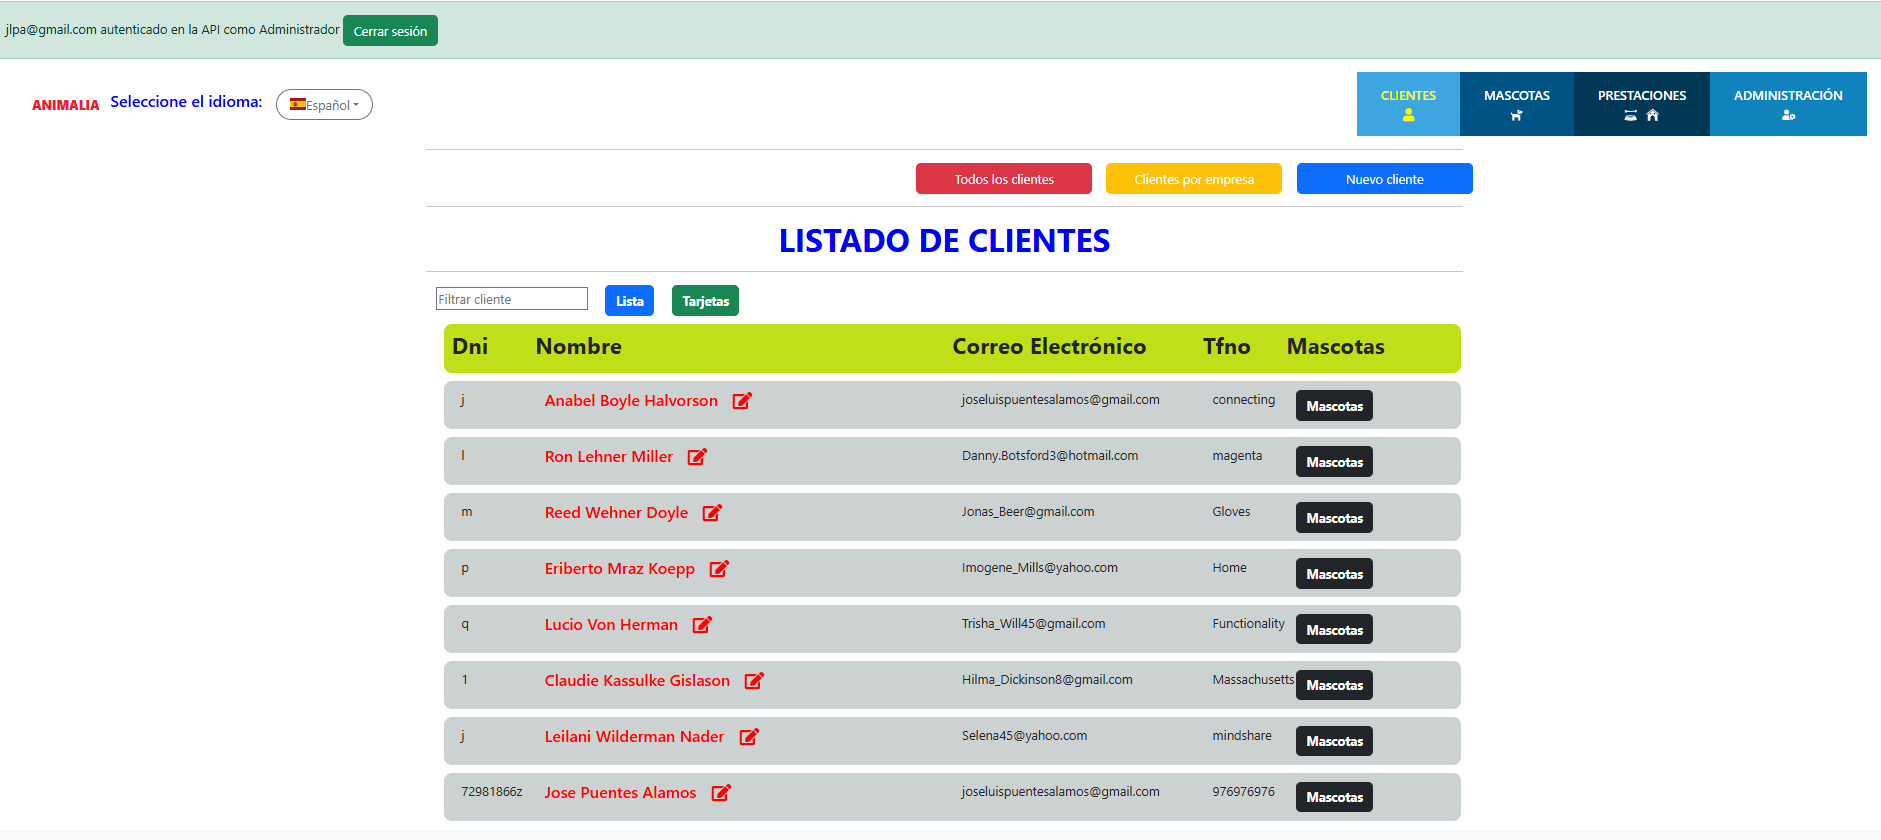 jlpa@gmail.com autenticado en la API como Administrador Cerrar sesión
ANIMALIA Seleccione el idioma: Español
CLIENTES MASCOTAS PRESTACIONES ADMINISTRACIÓN
Todos los clientes Clientes por empresa Nuevo cliente
LISTADO DE CLIENTES
Filtrar cliente Lista Tarjetas
Dni Nombre Correo Electrónico Tfno Mascotas
j Anabel Boyle Halvorson joseluispuentesalamos@gmail.com connecting Mascotas
l Ron Lehner Miller Danny.Botsford3@hotmail.com magenta Mascotas
m Reed Wehner Doyle Jonas_Beer@gmail.com Gloves Mascotas
p Eriberto Mraz Koepp Imogene_Mills@yahoo.com Home Mascotas
q Lucio Von Herman Trisha_Will45@gmail.com Functionality Mascotas
1 Claudie Kassulke Gislason Hilma_Dickinson8@gmail.com Massachusetts Mascotas
j Leilani Wilderman Nader Selena45@yahoo.com mindshare Mascotas
72981866z Jose Puentes Alamos joseluispuentesalamos@gmail.com 976976976 Mascotas